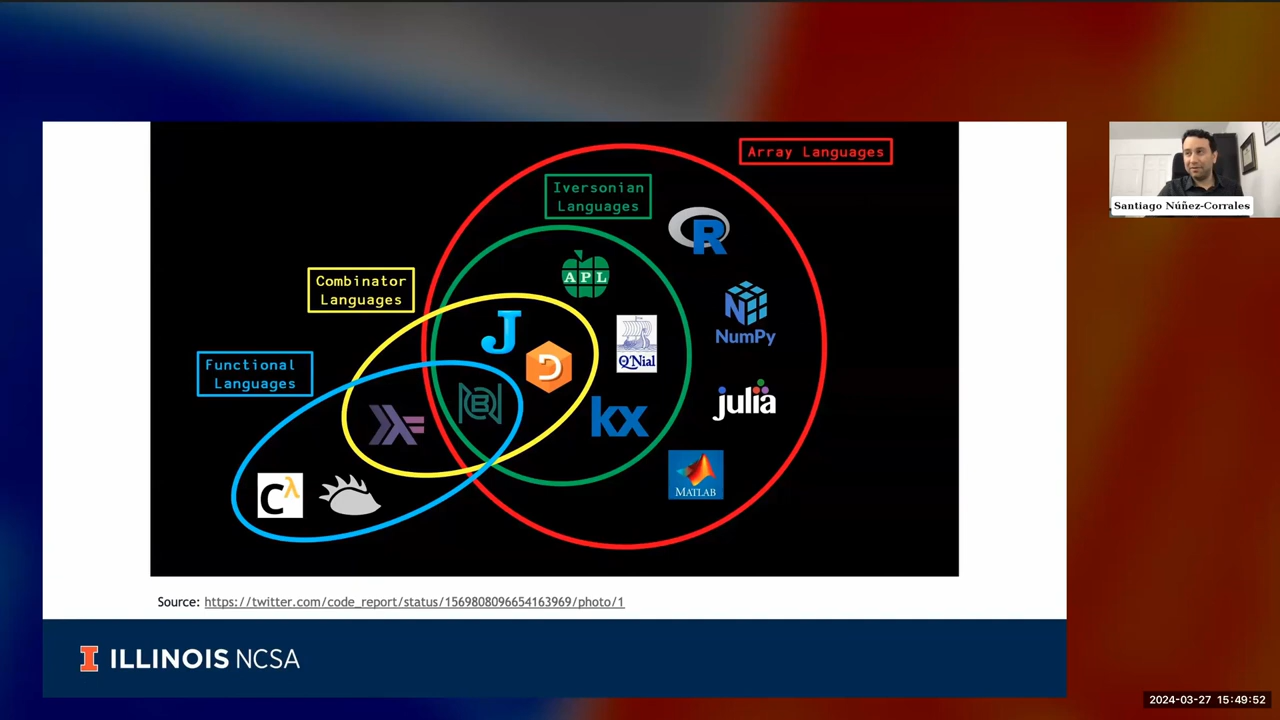 Array Languages
Iversonian
Languages
R
APL
Combinator
Languages
NumPy
J
Q'Nial
Functional
Languages
julia
kx
MATLAB
Cλ
Source: https://twitter.com/code_report/status/1569808096654163969/photo/1
I ILLINOIS NCSA
Santiago Núñez-Corrales
2024-03-27 15:49:52